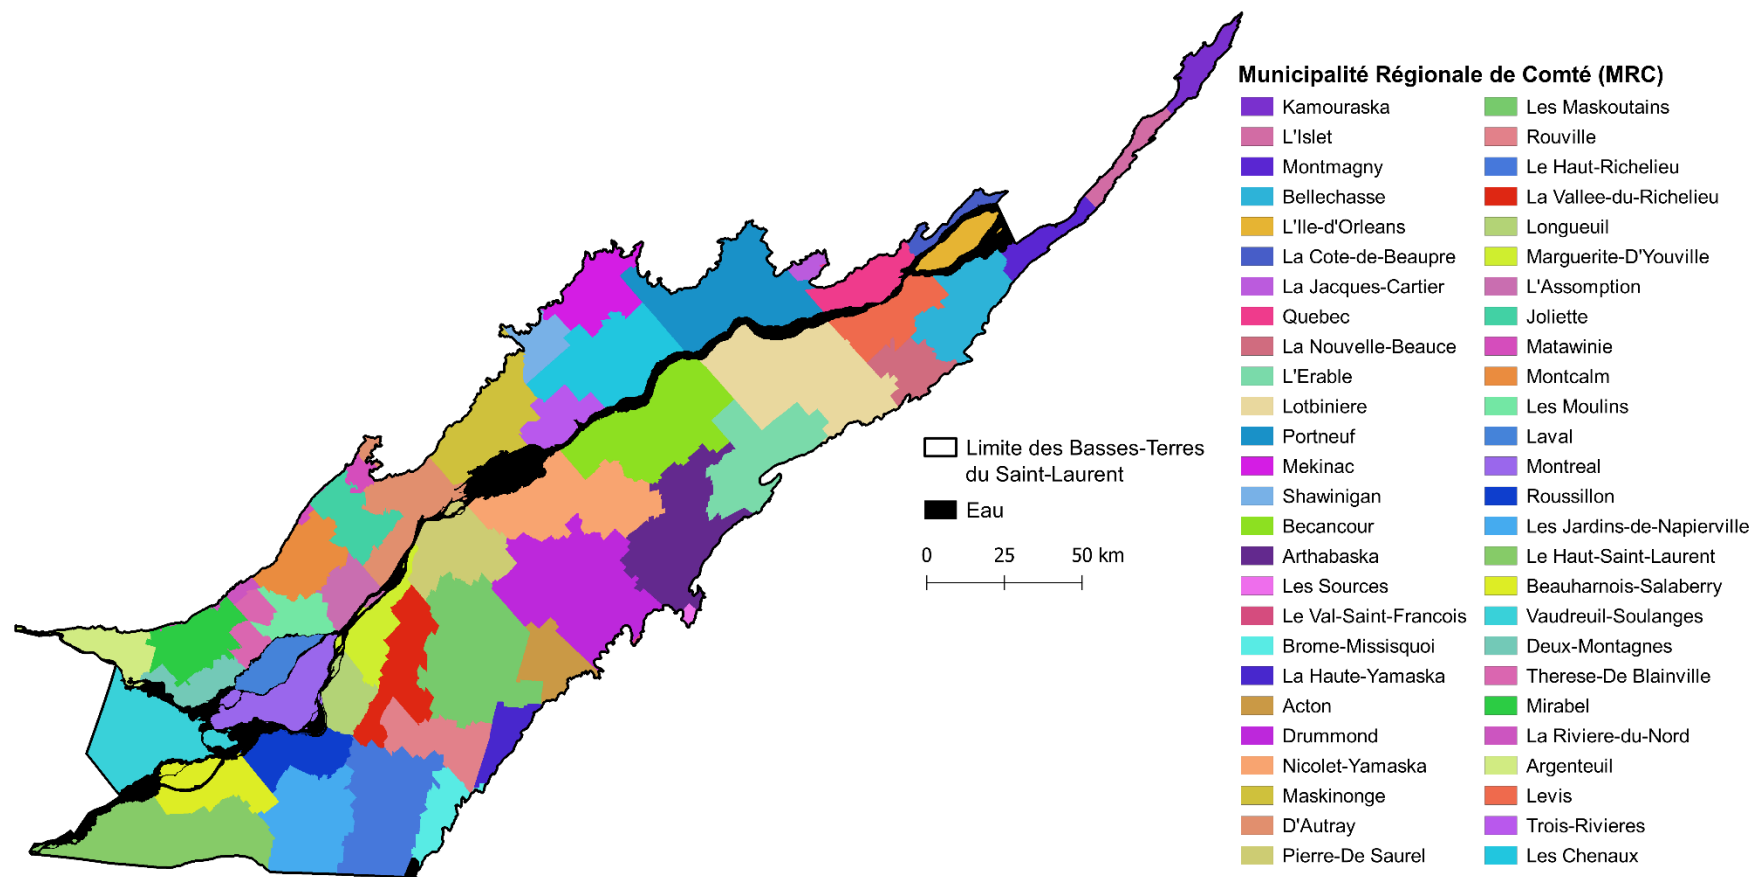 Municipalité Régionale de Comté (MRC)
Kamouraska
L'Islet
Montmagny
Bellechasse
L'Ile-d'Orleans
La Cote-de-Beaupre
La Jacques-Cartier
Quebec
La Nouvelle-Beauce
L'Erable
Lotbiniere
Portneuf
Mekinac
Shawinigan
Becancour
Arthabaska
Les Sources
Le Val-Saint-Francois
Brome-Missisquoi
La Haute-Yamaska
Acton
Drummond
Nicolet-Yamaska
Maskinonge
D'Autray
Pierre-De Saurel
Les Maskoutains
Rouville
Le Haut-Richelieu
La Vallee-du-Richelieu
Longueuil
Marguerite-D'Youville
L'Assomption
Joliette
Matawinie
Montcalm
Les Moulins
Laval
Montreal
Roussillon
Les Jardins-de-Napierville
Le Haut-Saint-Laurent
Beauharnois-Salaberry
Vaudreuil-Soulanges
Deux-Montagnes
Therese-De Blainville
Mirabel
La Riviere-du-Nord
Argenteuil
Levis
Trois-Rivieres
Les Chenaux
Limite des Basses-Terres
du Saint-Laurent
Eau
0 25 50 km